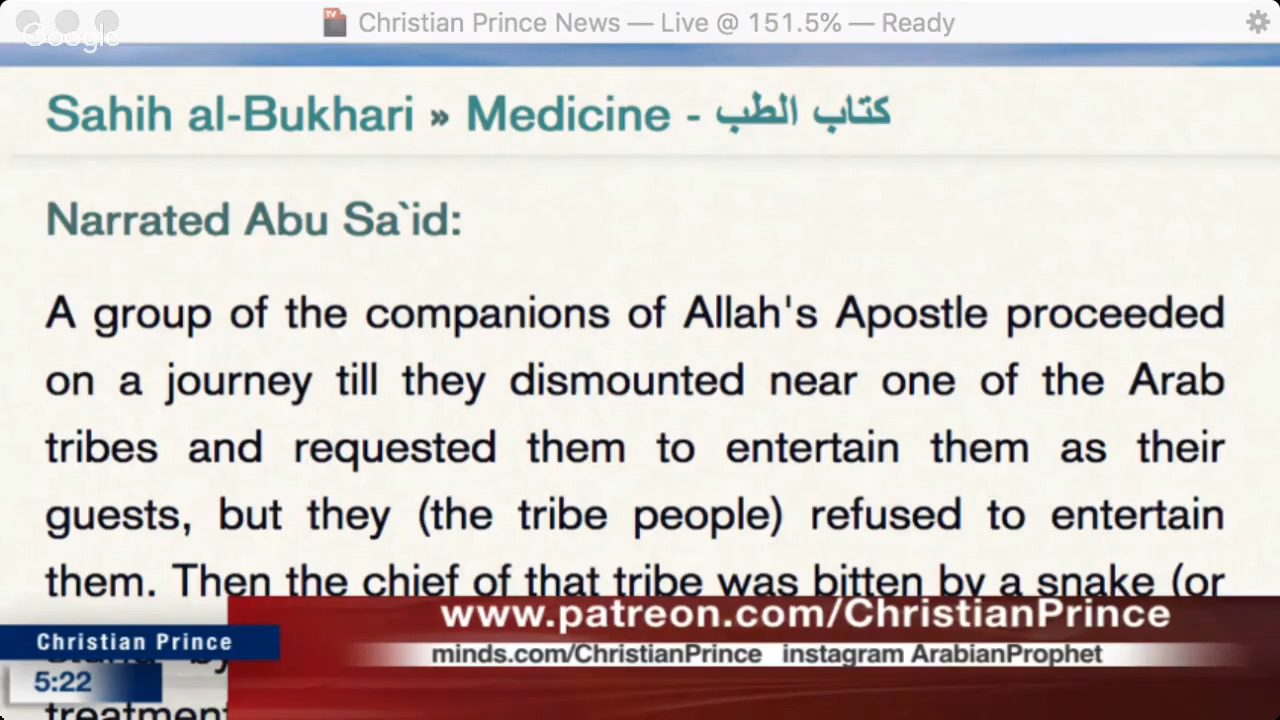 Christian Prince News — Live @ 151.5% — Ready
Google
Sahih al-Bukhari » Medicine - كتاب الطب
Narrated Abu Sa`id:
A group of the companions of Allah's Apostle proceeded
on a journey till they dismounted near one of the Arab
tribes and requested them to entertain them as their
guests, but they (the tribe people) refused to entertain
them. Then the chief of that tribe was bitten by a snake (or
by
treatment
www.patreon.com/ChristianPrince
minds.com/ChristianPrince instagram ArabianProphet
Christian Prince
5:22